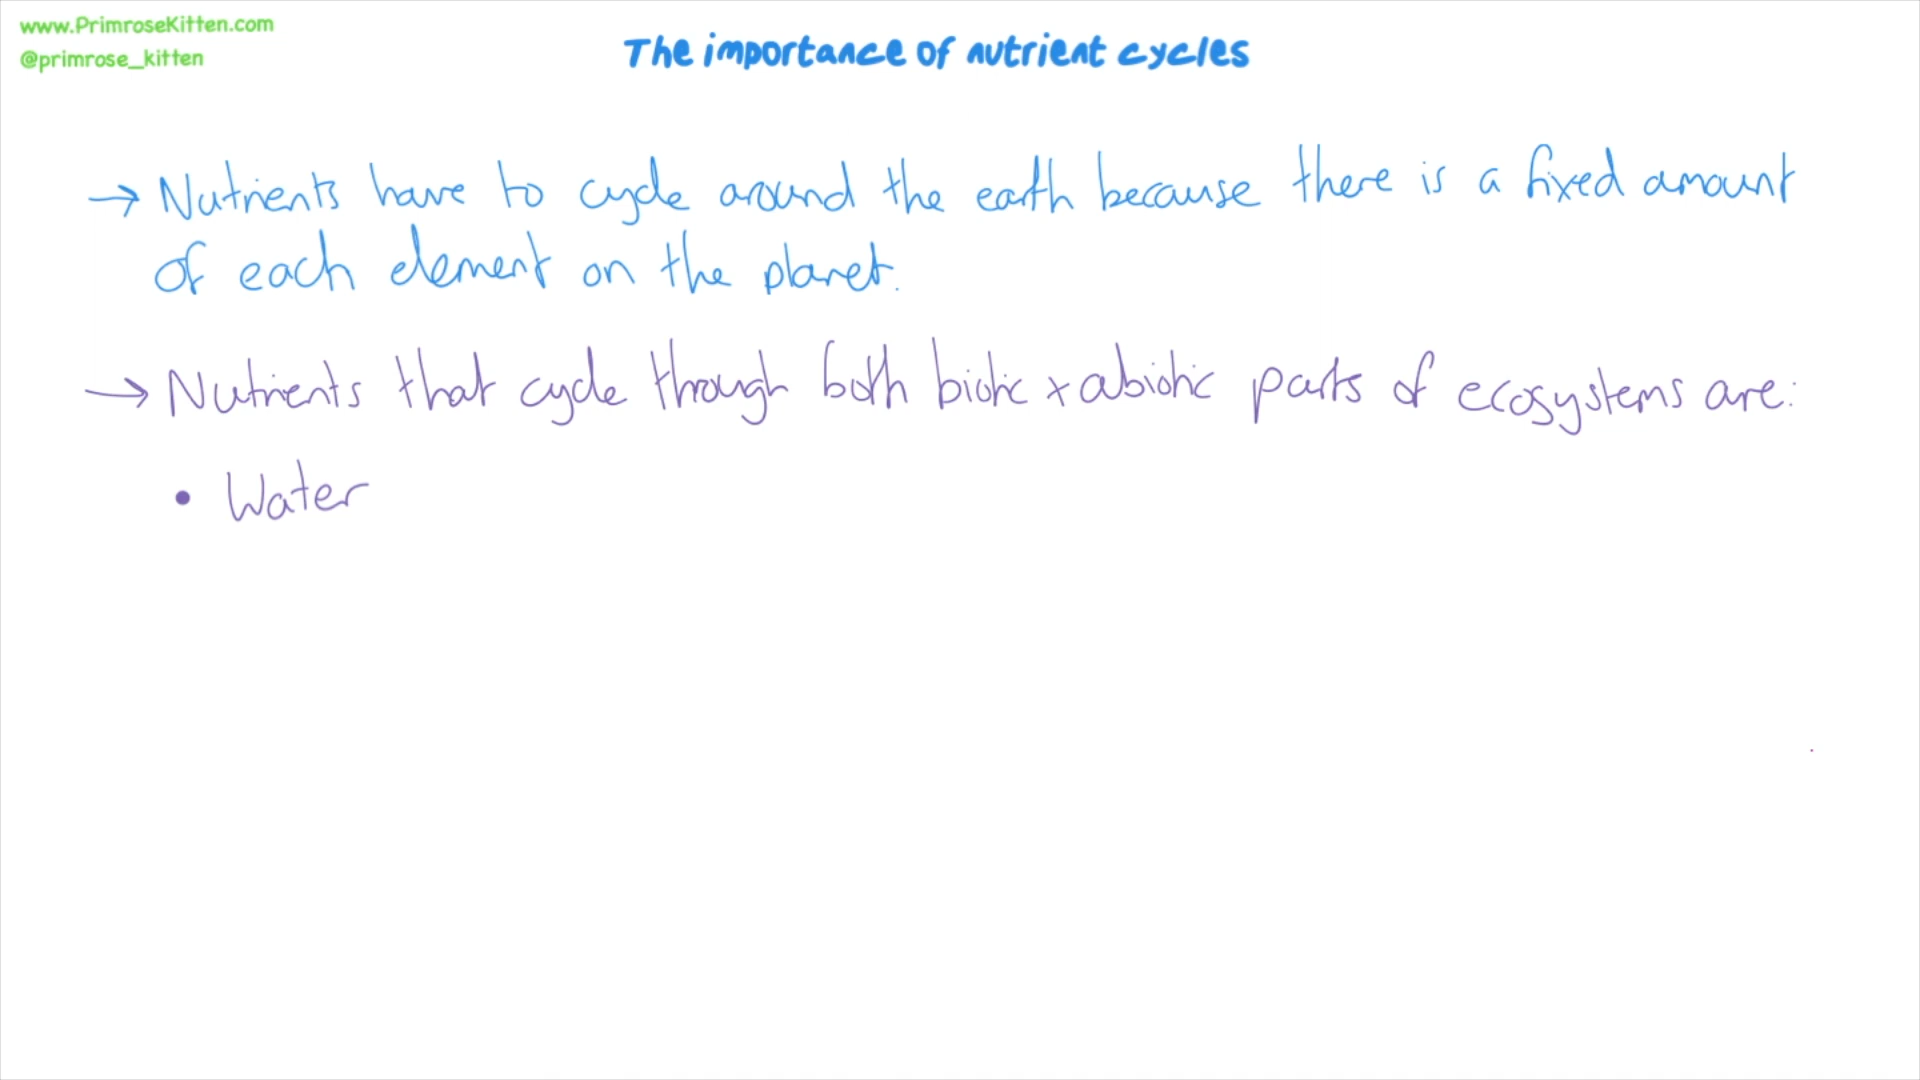 www.PrimroseKitten.com
@primrose_kitten
The importance of nutrient cycles
→ Nutrients have to cycle around the earth because there is a fixed amount
of each element on the planet.
→ Nutrients that cycle through both biotic + abiotic parts of ecosystems are:
• Water